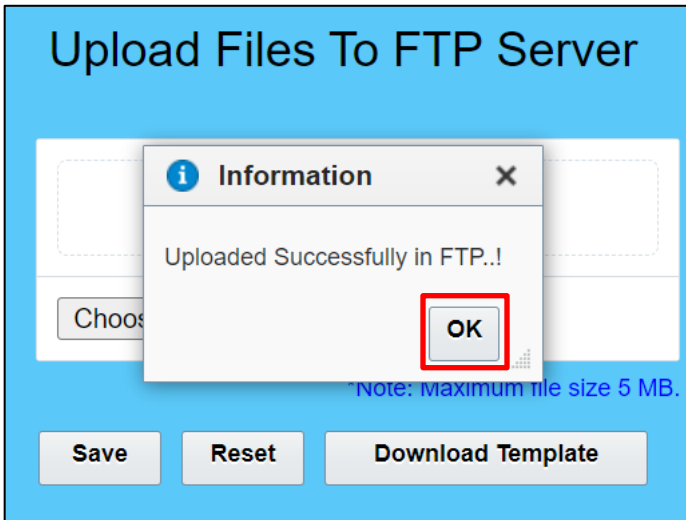 Upload Files To FTP Server
Information
Uploaded Successfully in FTP..!
OK
Choos
*Note: Maximum file size 5 MB.
Save Reset Download Template